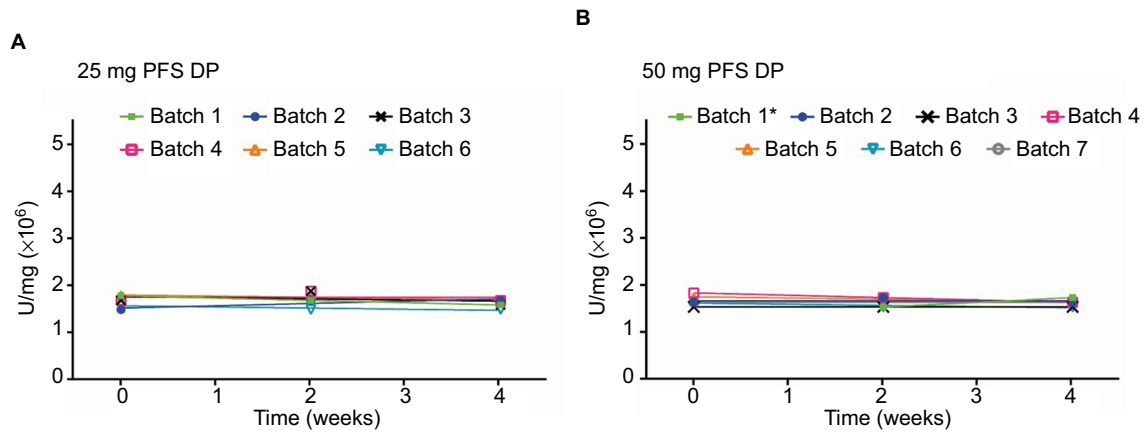 A
25 mg PFS DP
Batch 1 Batch 2 Batch 3
Batch 4 Batch 5 Batch 6
5
4
3
2
1
0
U/mg (×10⁶)
0 1 2 3 4
Time (weeks)
B
50 mg PFS DP
Batch 1* Batch 2 Batch 3 Batch 4
Batch 5 Batch 6 Batch 7
5
4
3
2
1
0
U/mg (×10⁶)
0 1 2 3 4
Time (weeks)